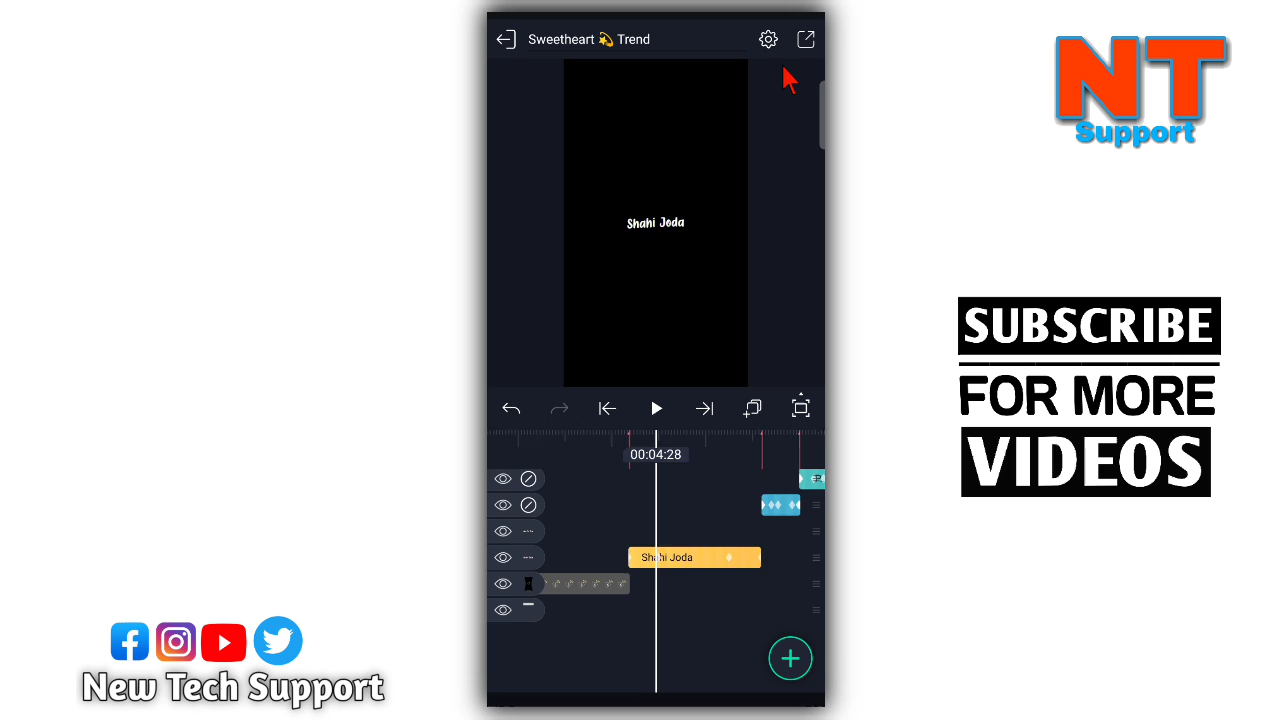 Sweetheart 💫 Trend
NT
Support
Shahi Joda
SUBSCRIBE
FOR MORE
VIDEOS
00:04:28
Shahi Joda
New Tech Support